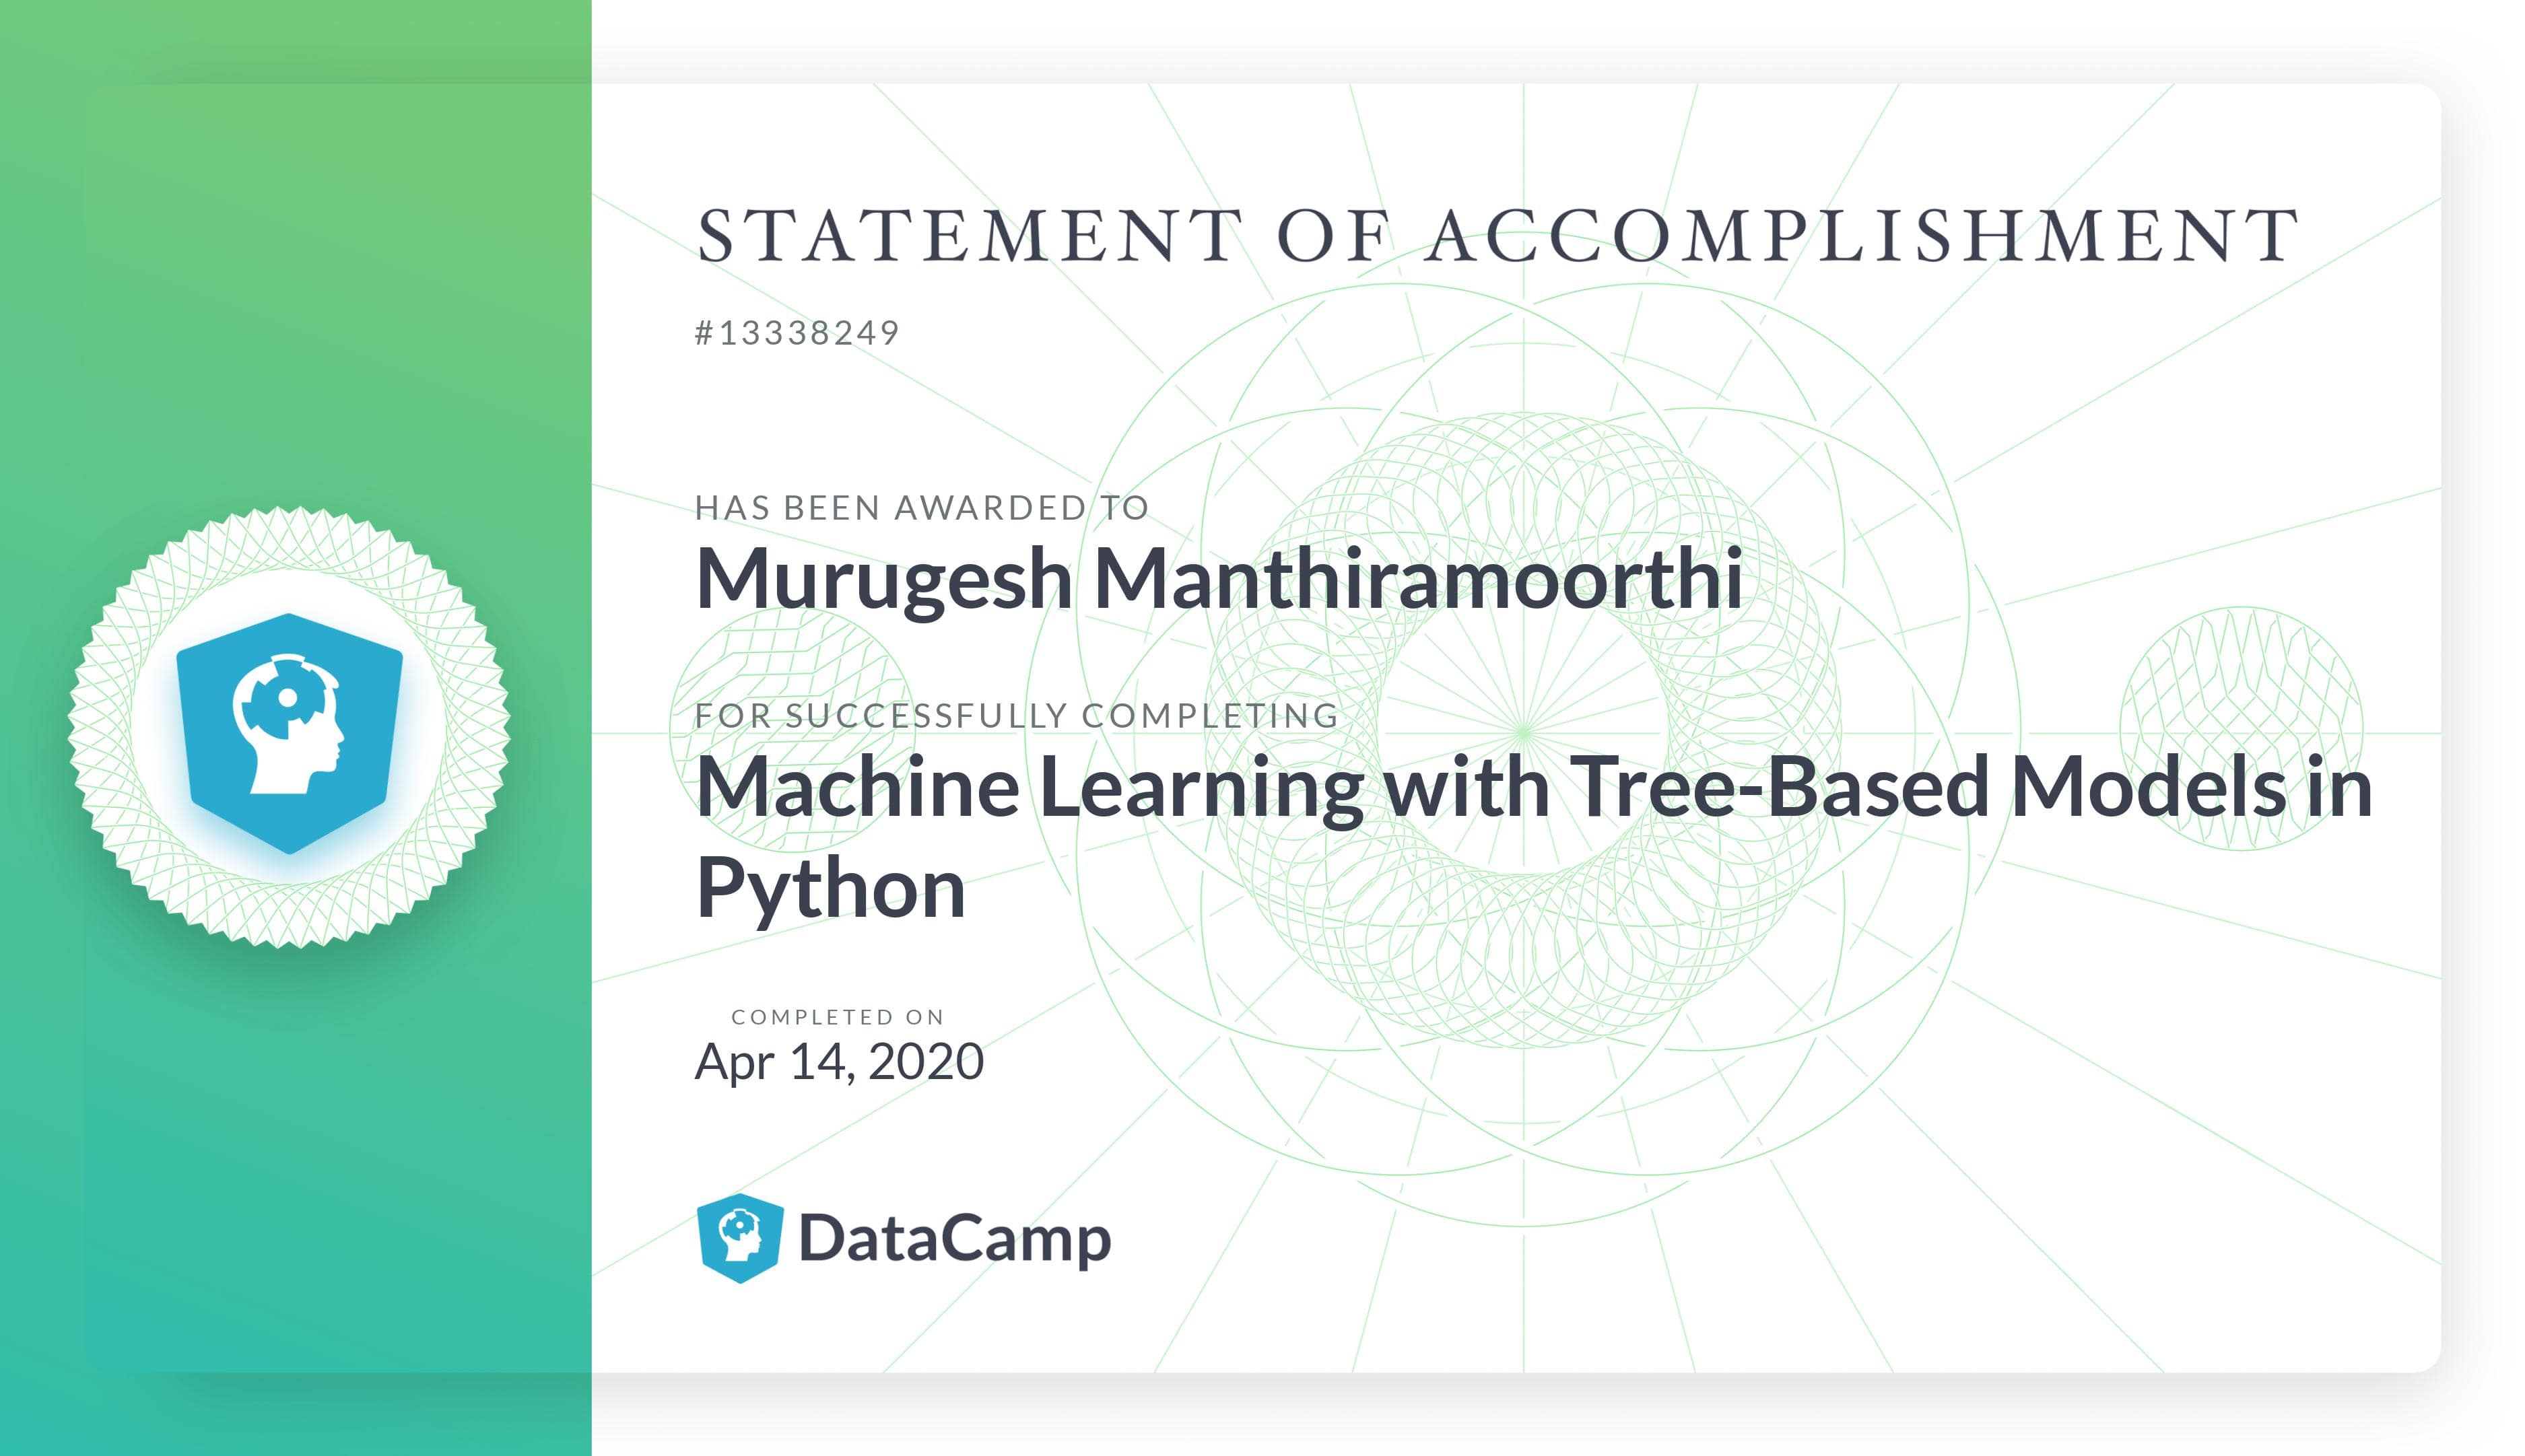 STATEMENT OF ACCOMPLISHMENT
#13338249
HAS BEEN AWARDED TO
Murugesh Manthiramoorthi
FOR SUCCESSFULLY COMPLETING
Machine Learning with Tree-Based Models in
Python
COMPLETED ON
Apr 14, 2020
DataCamp